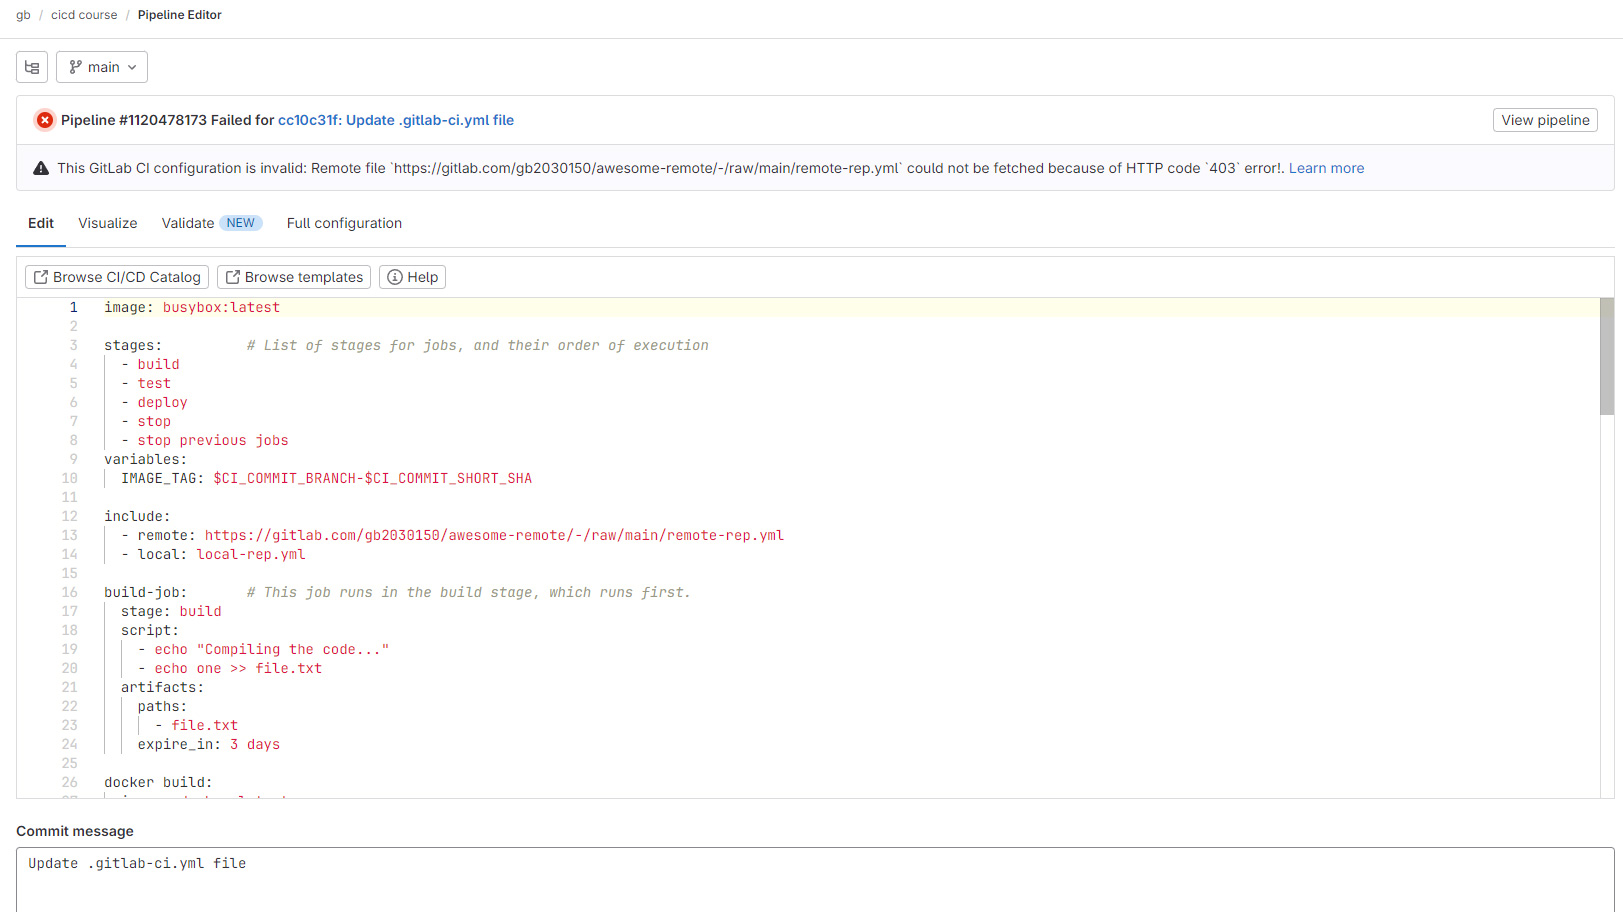 gb / cicd course / Pipeline Editor
main
Pipeline #1120478173 Failed for cc10c31f: Update .gitlab-ci.yml file
View pipeline
This GitLab CI configuration is invalid: Remote file `https://gitlab.com/gb2030150/awesome-remote/-/raw/main/remote-rep.yml` could not be fetched because of HTTP code `403` error!. Learn more
Edit Visualize Validate NEW Full configuration
Browse CI/CD Catalog Browse templates Help
1 image: busybox:latest
2
3 stages: # List of stages for jobs, and their order of execution
4 - build
5 - test
6 - deploy
7 - stop
8 - stop previous jobs
9 variables:
10 IMAGE_TAG: $CI_COMMIT_BRANCH-$CI_COMMIT_SHORT_SHA
11
12 include:
13 - remote: https://gitlab.com/gb2030150/awesome-remote/-/raw/main/remote-rep.yml
14 - local: local-rep.yml
15
16 build-job: # This job runs in the build stage, which runs first.
17 stage: build
18 script:
19 - echo "Compiling the code..."
20 - echo one >> file.txt
21 artifacts:
22 paths:
23 - file.txt
24 expire_in: 3 days
25
26 docker build:
Commit message
Update .gitlab-ci.yml file